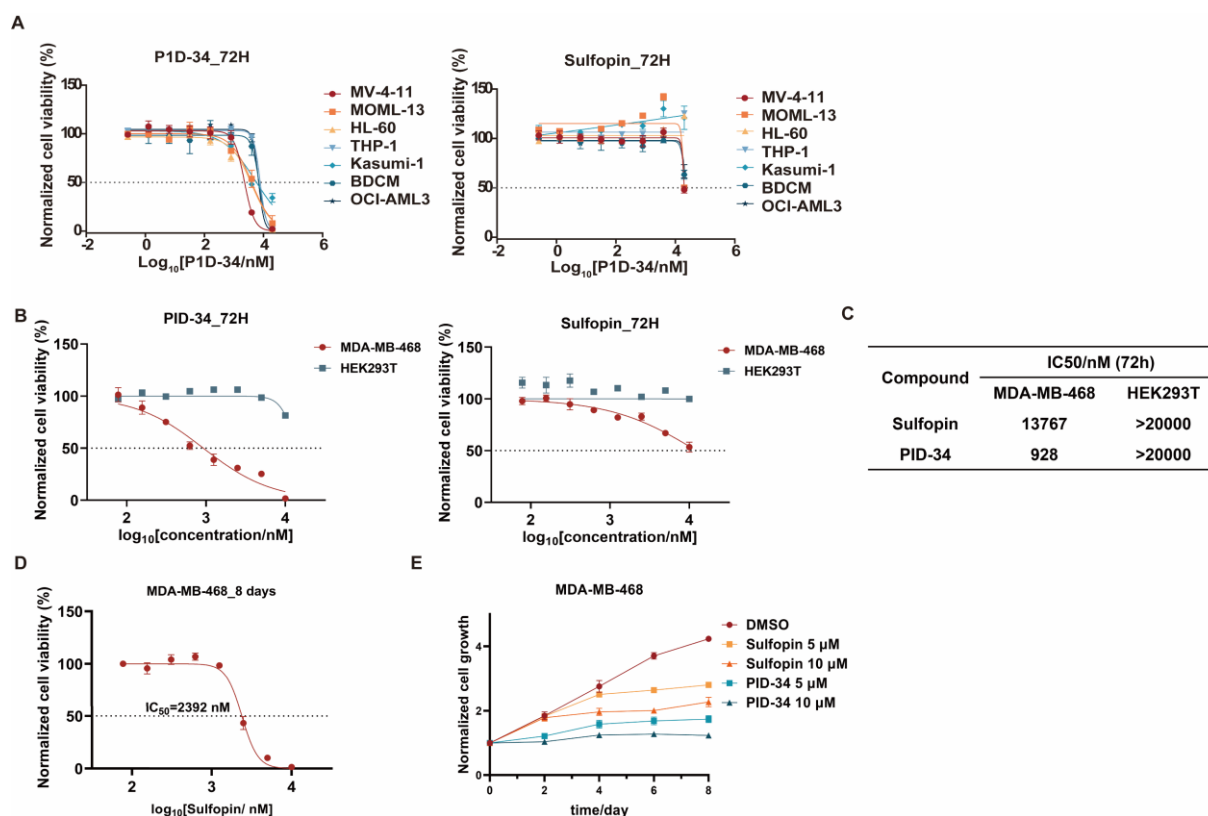 A
P1D-34_72H
Normalized cell viability (%)
150
100
50
0
-2
0
2
4
6
Log10[P1D-34/nM]
MV-4-11
MOML-13
HL-60
THP-1
Kasumi-1
BDCM
OCI-AML3
Sulfopin_72H
Normalized cell viability (%)
150
100
50
0
-2
0
2
4
6
Log10[P1D-34/nM]
MV-4-11
MOML-13
HL-60
THP-1
Kasumi-1
BDCM
OCI-AML3
B
PID-34_72H
Normalized cell viability (%)
150
100
50
0
2
3
4
log10[concentration/nM]
MDA-MB-468
HEK293T
Sulfopin_72H
Normalized cell viability (%)
150
100
50
0
2
3
4
log10[concentration/nM]
MDA-MB-468
HEK293T
C
Compound
IC50/nM (72h)
MDA-MB-468 HEK293T
Sulfopin 13767 >20000
PID-34 928 >20000
D
MDA-MB-468_8 days
Normalized cell viability (%)
150
100
50
0
IC50=2392 nM
2
3
4
log10[Sulfopin/ nM]
E
MDA-MB-468
Normalized cell growth
4
2
0
0
2
4
6
8
time/day
DMSO
Sulfopin 5 μM
Sulfopin 10 μM
PID-34 5 μM
PID-34 10 μM